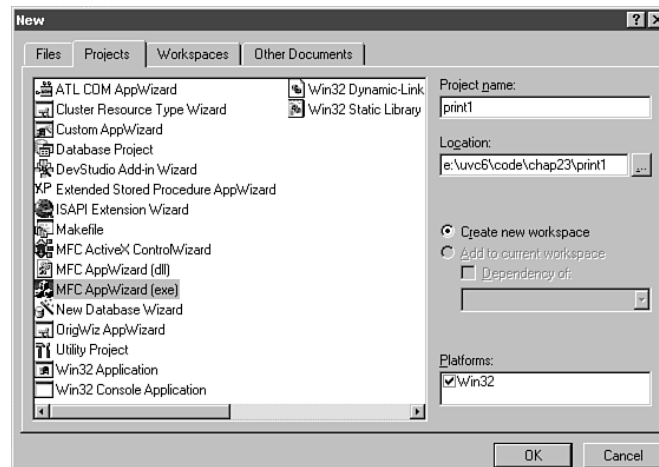 New
Files Projects Workspaces Other Documents
ATL COM AppWizard
Cluster Resource Type Wizard
Custom AppWizard
Database Project
DevStudio Add-in Wizard
Extended Stored Procedure AppWizard
ISAPI Extension Wizard
Makefile
MFC ActiveX ControlWizard
MFC AppWizard (dll)
MFC AppWizard (exe)
New Database Wizard
OrigWiz AppWizard
Utility Project
Win32 Application
Win32 Console Application
Win32 Dynamic-Link
Win32 Static Library
Project name:
print1
Location:
e:\uvc6\code\chap23\print1
...
Create new workspace
Add to current workspace
Dependency of:
Platforms:
Win32
OK Cancel